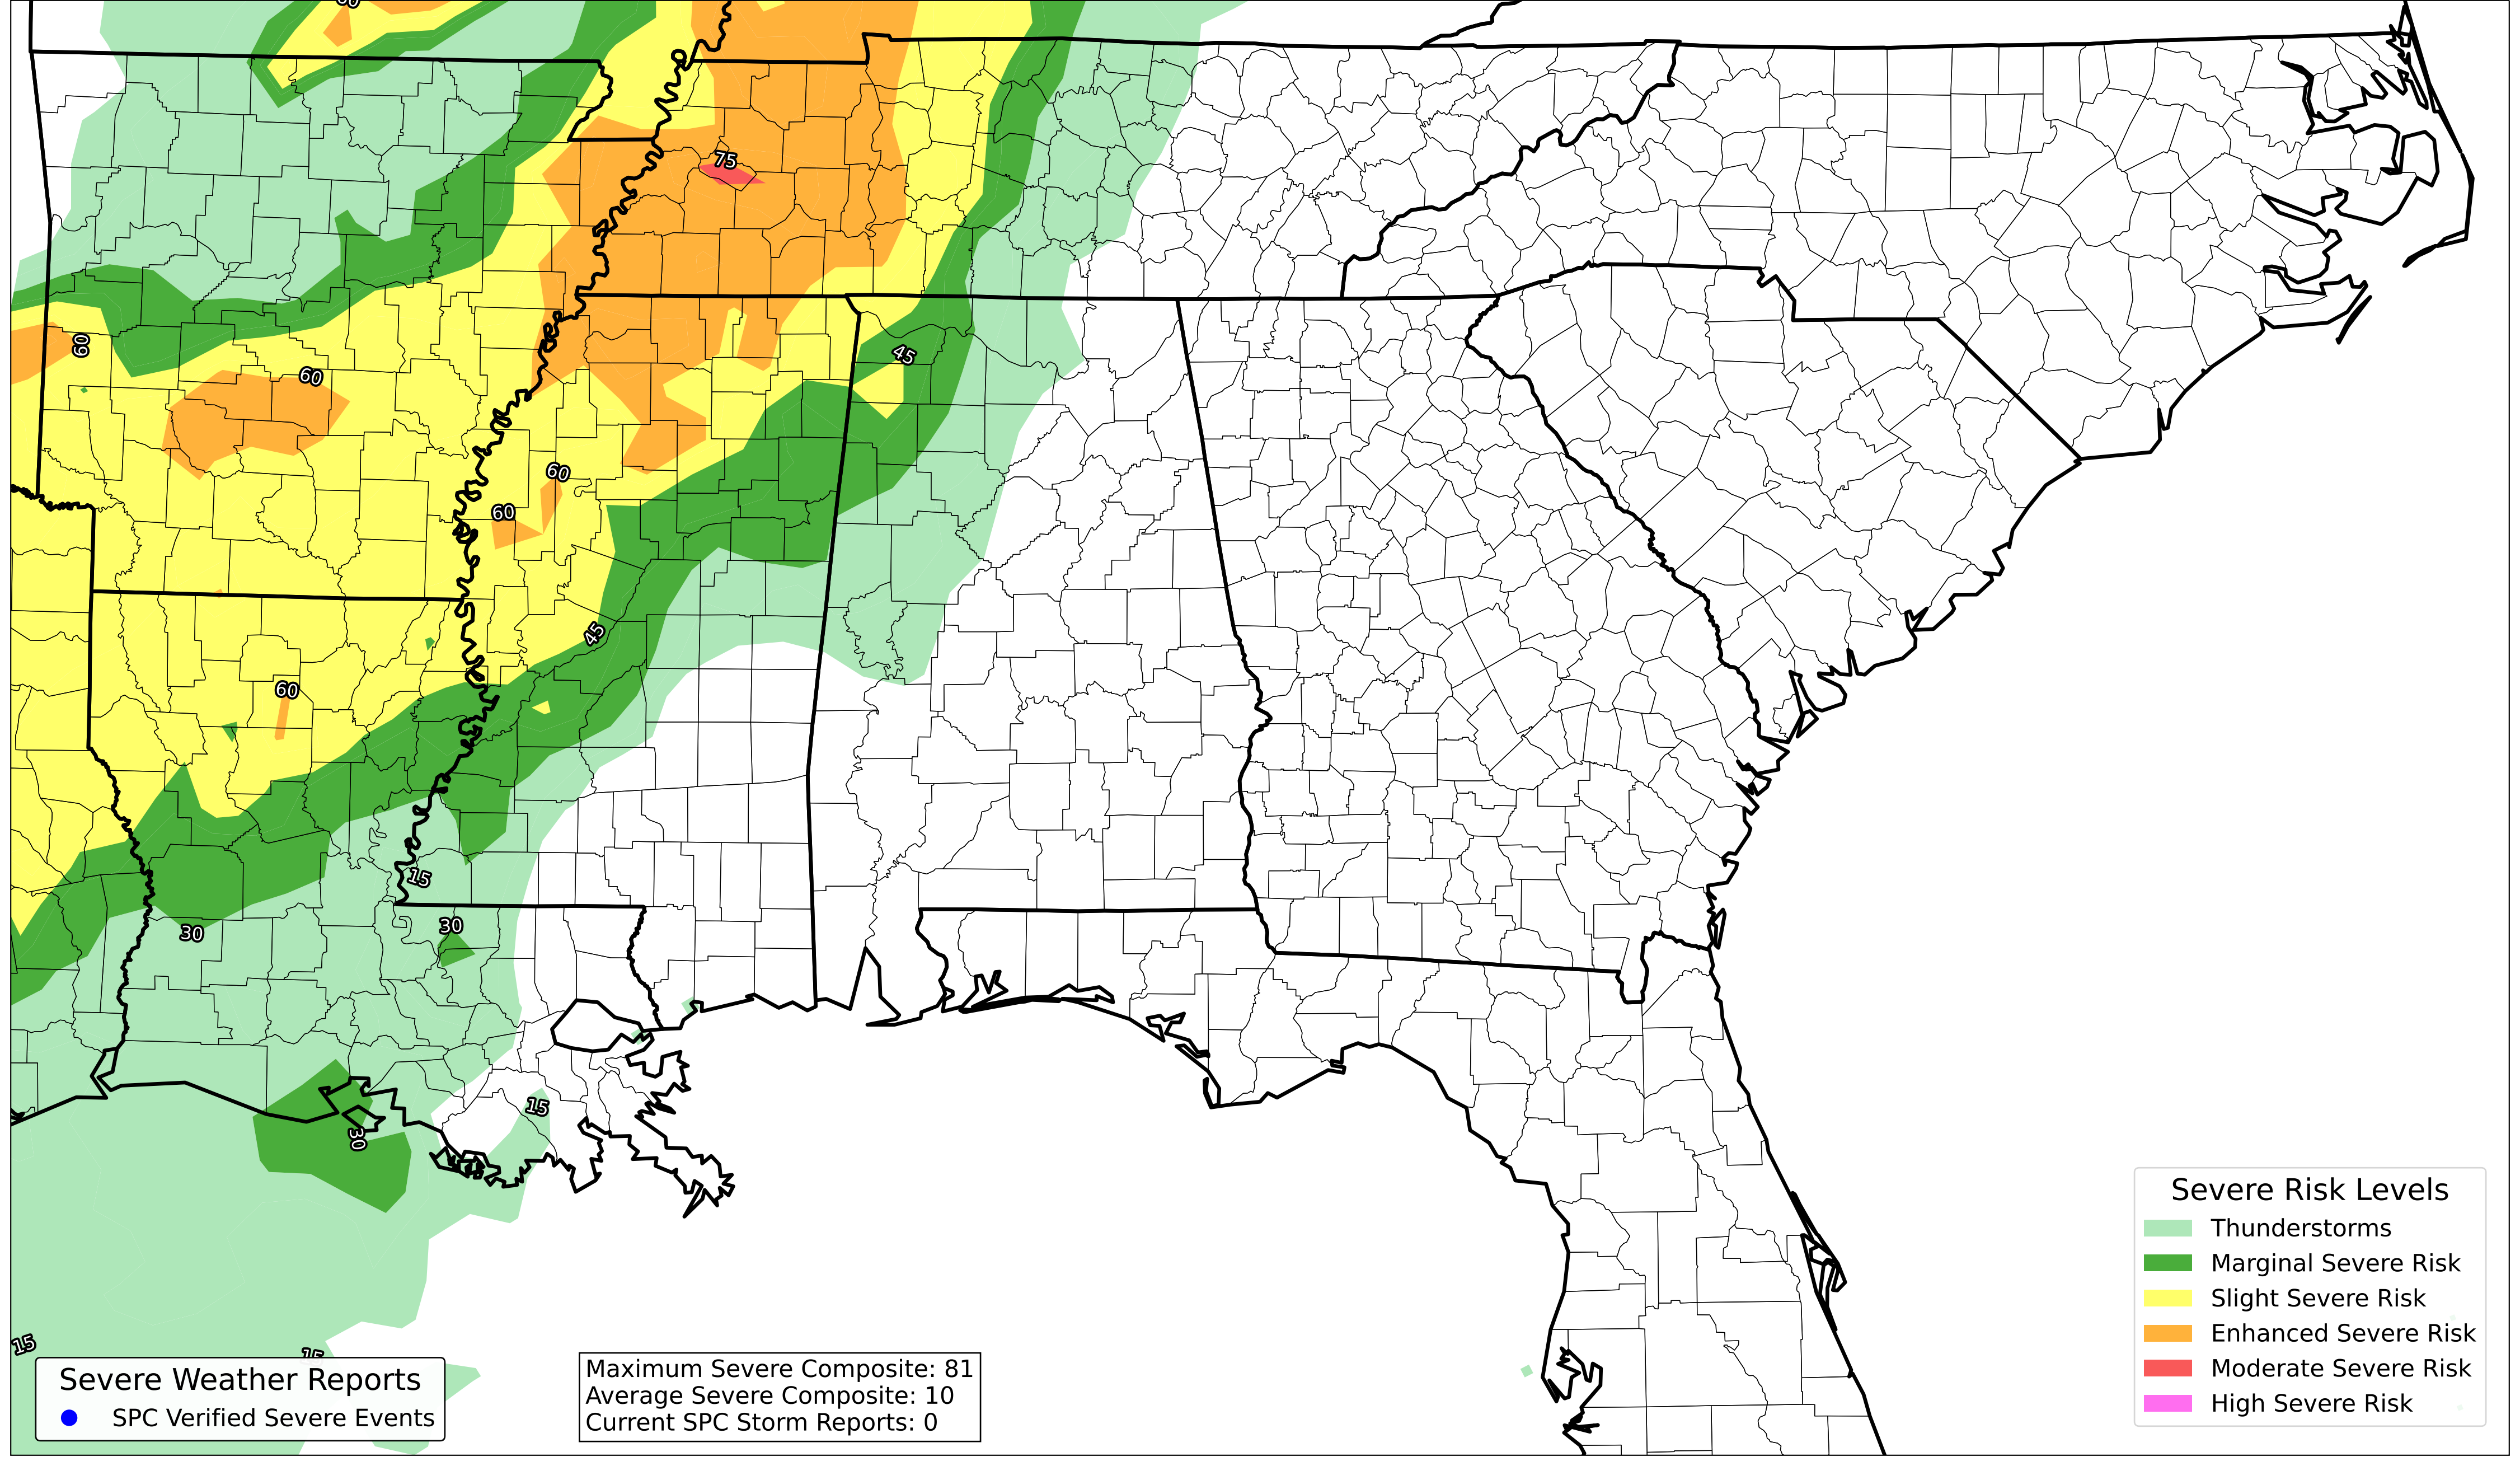 60
75
60
45
60
60
60
45
60
15
30
30
15
30
15
15
Severe Weather Reports
SPC Verified Severe Events
Maximum Severe Composite: 81
Average Severe Composite: 10
Current SPC Storm Reports: 0
Severe Risk Levels
Thunderstorms
Marginal Severe Risk
Slight Severe Risk
Enhanced Severe Risk
Moderate Severe Risk
High Severe Risk